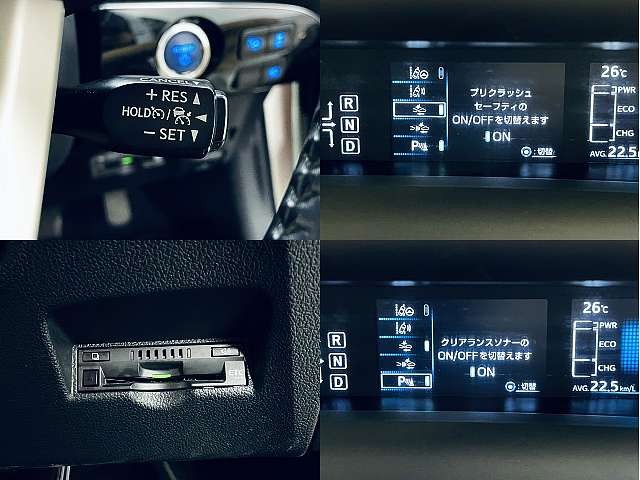 CANCEL
+ RES ▲
HOLD / ◀
− SET ▼
プリクラッシュ
セーフティの
ON/OFFを切替えます
ON
:切替
R
N
D
26℃
PWR
ECO
CHG
AVG.22.5
ETC
クリアランスソナーの
ON/OFFを切替えます
ON
:切替
R
N
D
26℃
PWR
ECO
CHG
AVG.22.5km/L